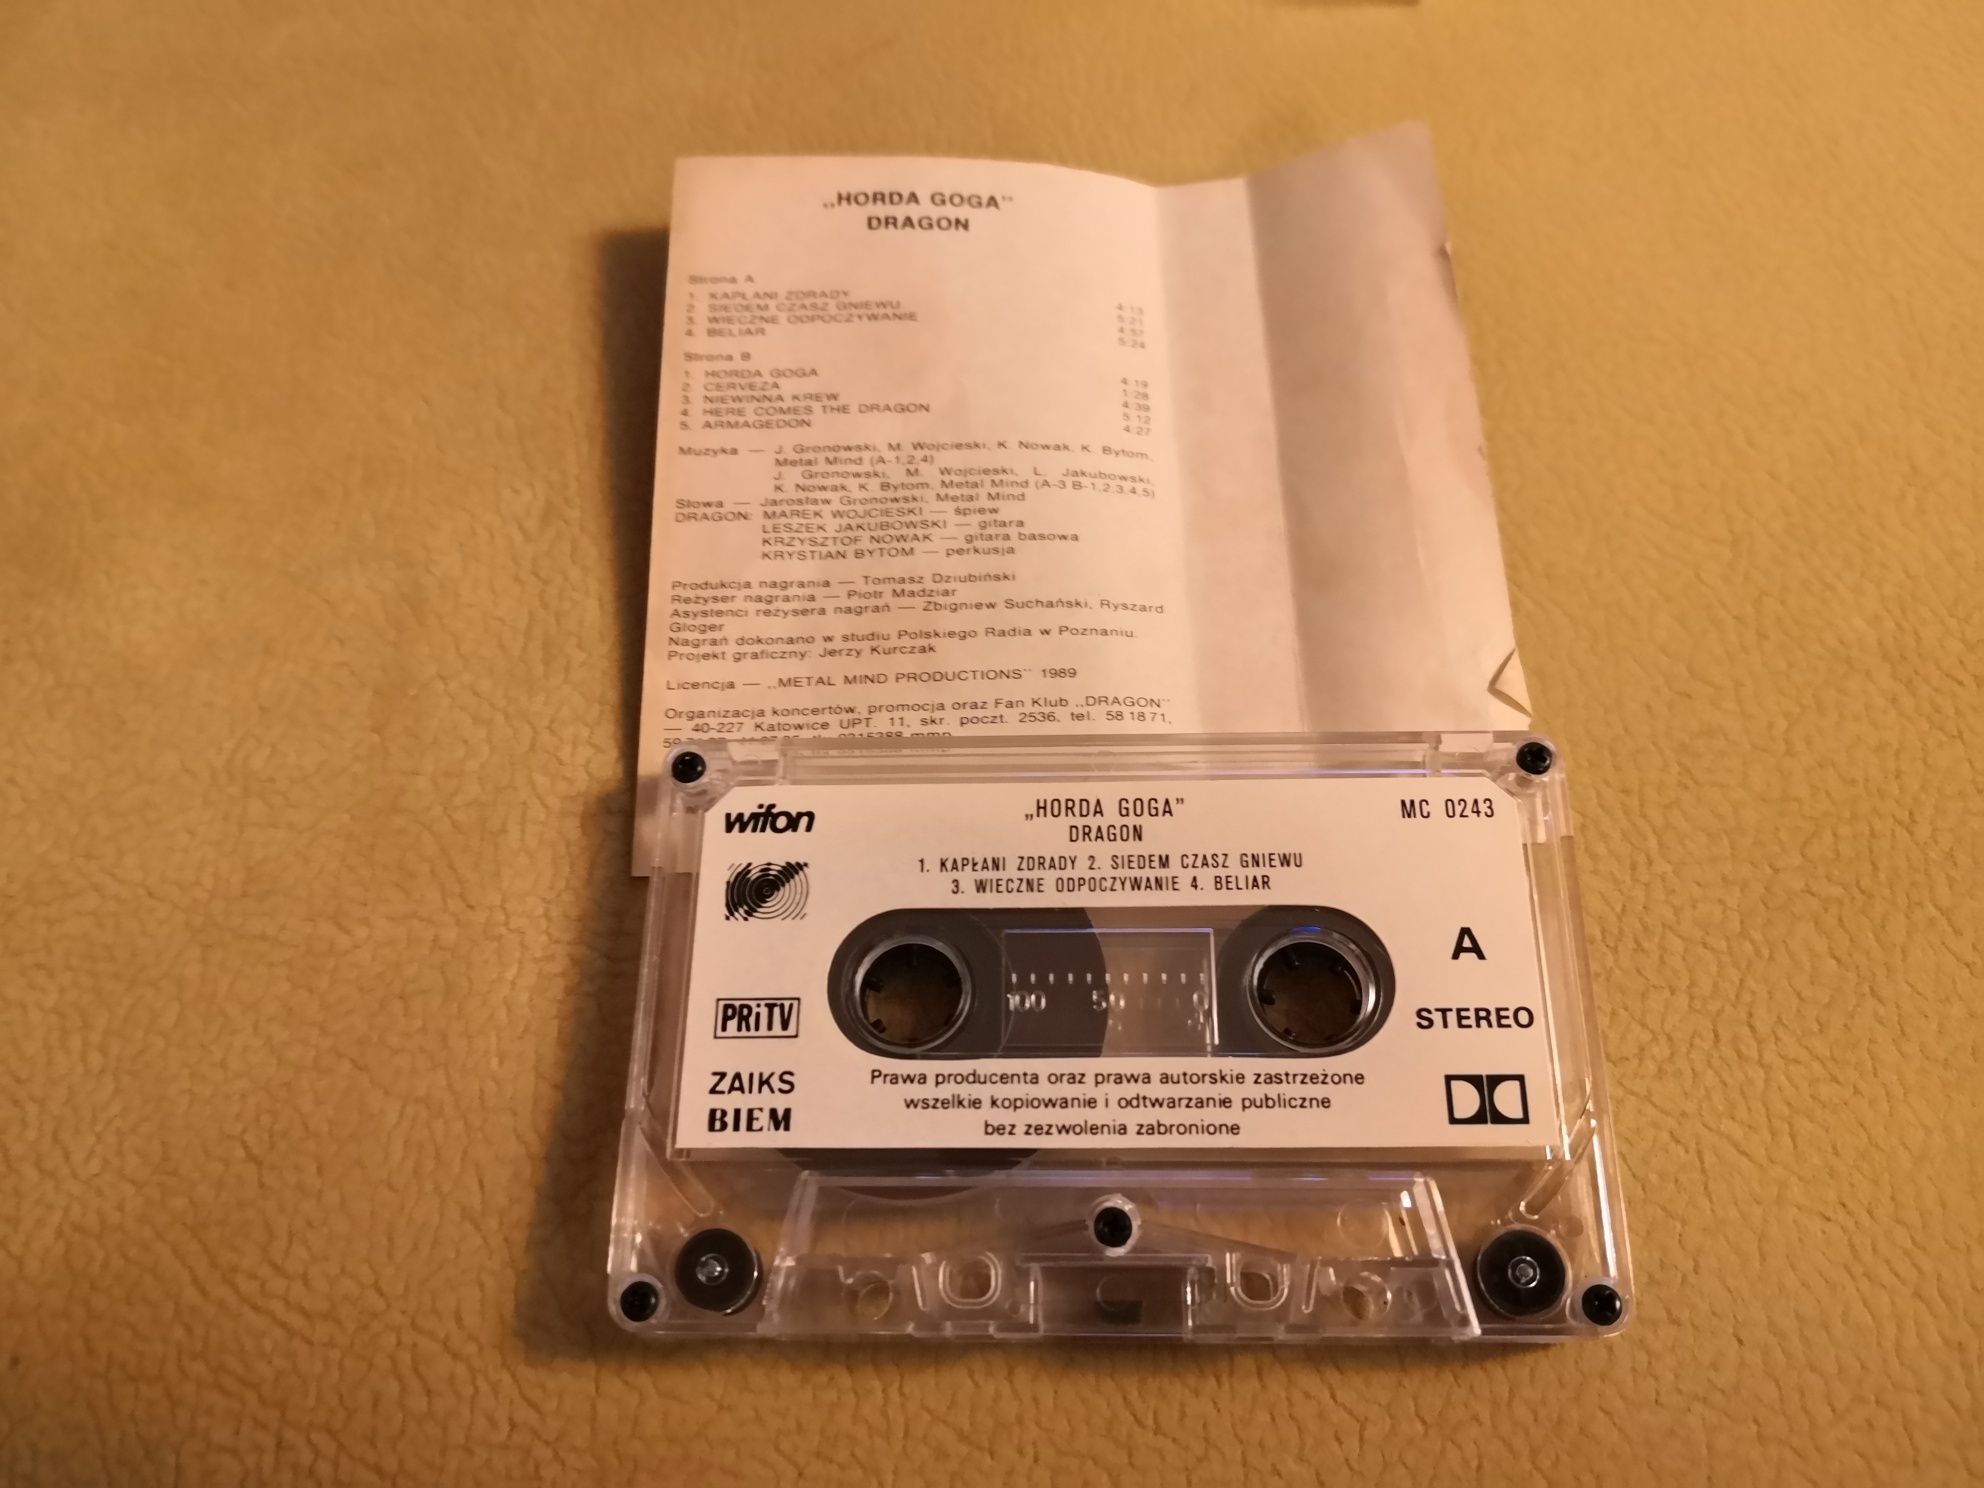 „HORDA GOGA"
DRAGON
Strona A
1. KAPŁANI ZDRADY 4:13
2. SIEDEM CZASZ GNIEWU 5:21
3. WIECZNE ODPOCZYWANIE 4:57
4. BELIAR 5:24
Strona B
1. HORDA GOGA 4:19
2. CERVEZA 1:28
3. NIEWINNA KREW 4:39
4. HERE COMES THE DRAGON 5:12
5. ARMAGEDON 4:27
Muzyka — J. Gronowski, M. Wojcieski, K. Nowak, K. Bytom,
Metal Mind (A-1,2,4)
J. Gronowski, M. Wojcieski, L. Jakubowski,
K. Nowak, K. Bytom, Metal Mind (A-3 B-1,2,3,4,5)
Słowa — Jarosław Gronowski, Metal Mind
DRAGON: MAREK WOJCIESKI — śpiew
LESZEK JAKUBOWSKI — gitara
KRZYSZTOF NOWAK — gitara basowa
KRYSTIAN BYTOM — perkusja
Produkcja nagrania — Tomasz Dziubiński
Reżyser nagrania — Piotr Madziar
Asystenci reżysera nagrań — Zbigniew Suchański, Ryszard
Gloger
Nagrań dokonano w studiu Polskiego Radia w Poznaniu.
Projekt graficzny: Jerzy Kurczak
Licencja — „METAL MIND PRODUCTIONS" 1989
Organizacja koncertów, promocja oraz Fan Klub „DRAGON"
— 40-227 Katowice UPT. 11, skr. poczt. 2536, tel. 58 18 71,
0315388 mmp
wifon
„HORDA GOGA”
DRAGON
MC 0243
1. KAPŁANI ZDRADY 2. SIEDEM CZASZ GNIEWU
3. WIECZNE ODPOCZYWANIE 4. BELIAR
A
100 50 0
PRiTV
STEREO
ZAIKS
BIEM
Prawa producenta oraz prawa autorskie zastrzeżone
wszelkie kopiowanie i odtwarzanie publiczne
bez zezwolenia zabronione